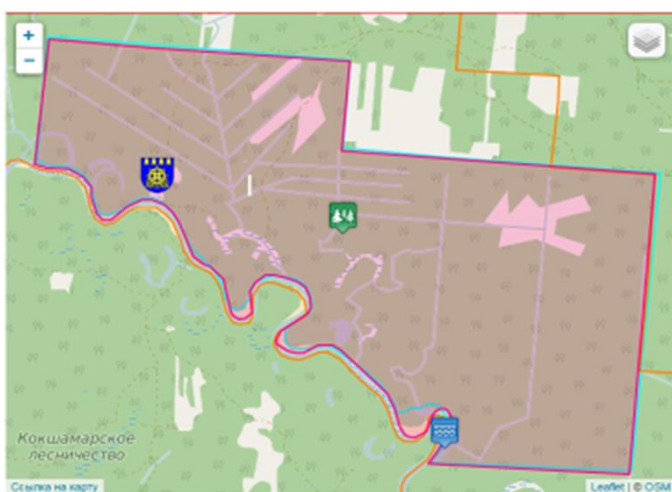 +
−
Кокшамарское
лесничество
Ссылка на карту
Leaflet | © OSM